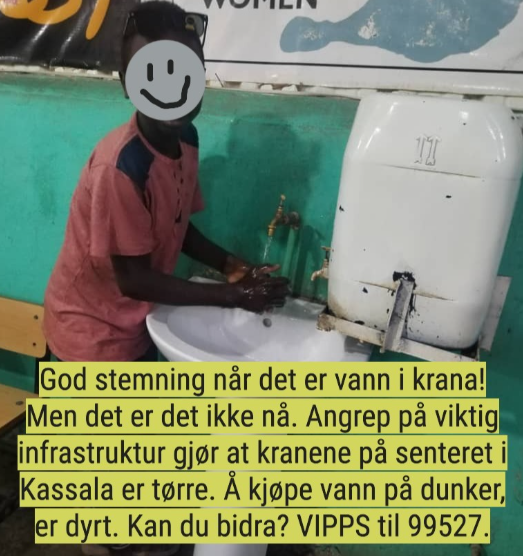 WOMEN
God stemning når det er vann i krana!
Men det er det ikke nå. Angrep på viktig
infrastruktur gjør at kranene på senteret i
Kassala er tørre. Å kjøpe vann på dunker,
er dyrt. Kan du bidra? VIPPS til 99527.